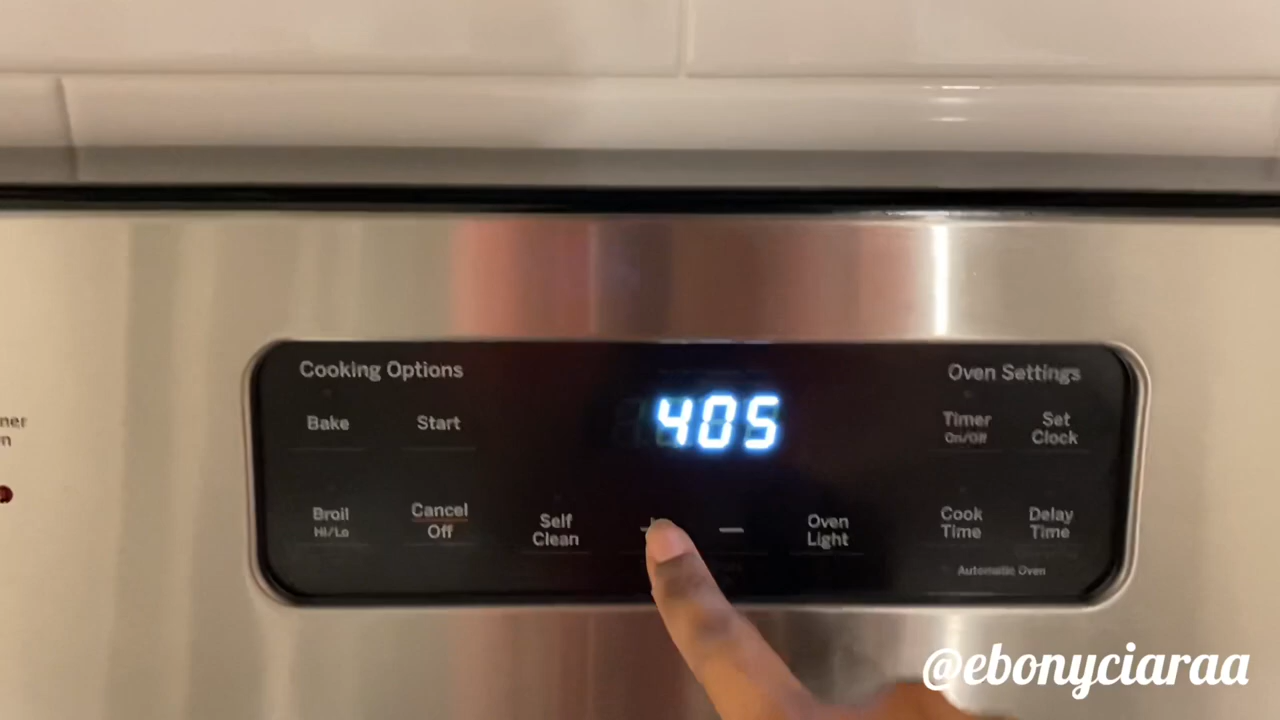 Cooking Options
Oven Settings
405
Bake
Start
Timer
On/Off
Set
Clock
Broil
Hi/Lo
Cancel
Off
Self
Clean
Oven
Light
Cook
Time
Delay
Time
Automatic Oven
@ebonyciaraa